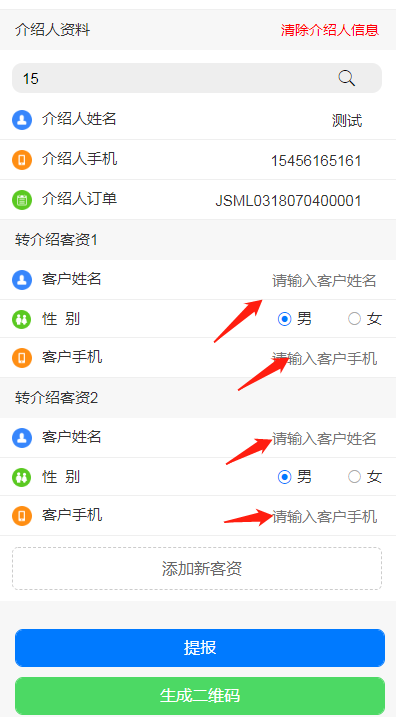 介绍人资料 清除介绍人信息
15
介绍人姓名 测试
介绍人手机 15456165161
介绍人订单 JSML0318070400001
转介绍客资1
客户姓名 请输入客户姓名
性 别 男 女
客户手机 请输入客户手机
转介绍客资2
客户姓名 请输入客户姓名
性 别 男 女
客户手机 请输入客户手机
添加新客资
提报
生成二维码